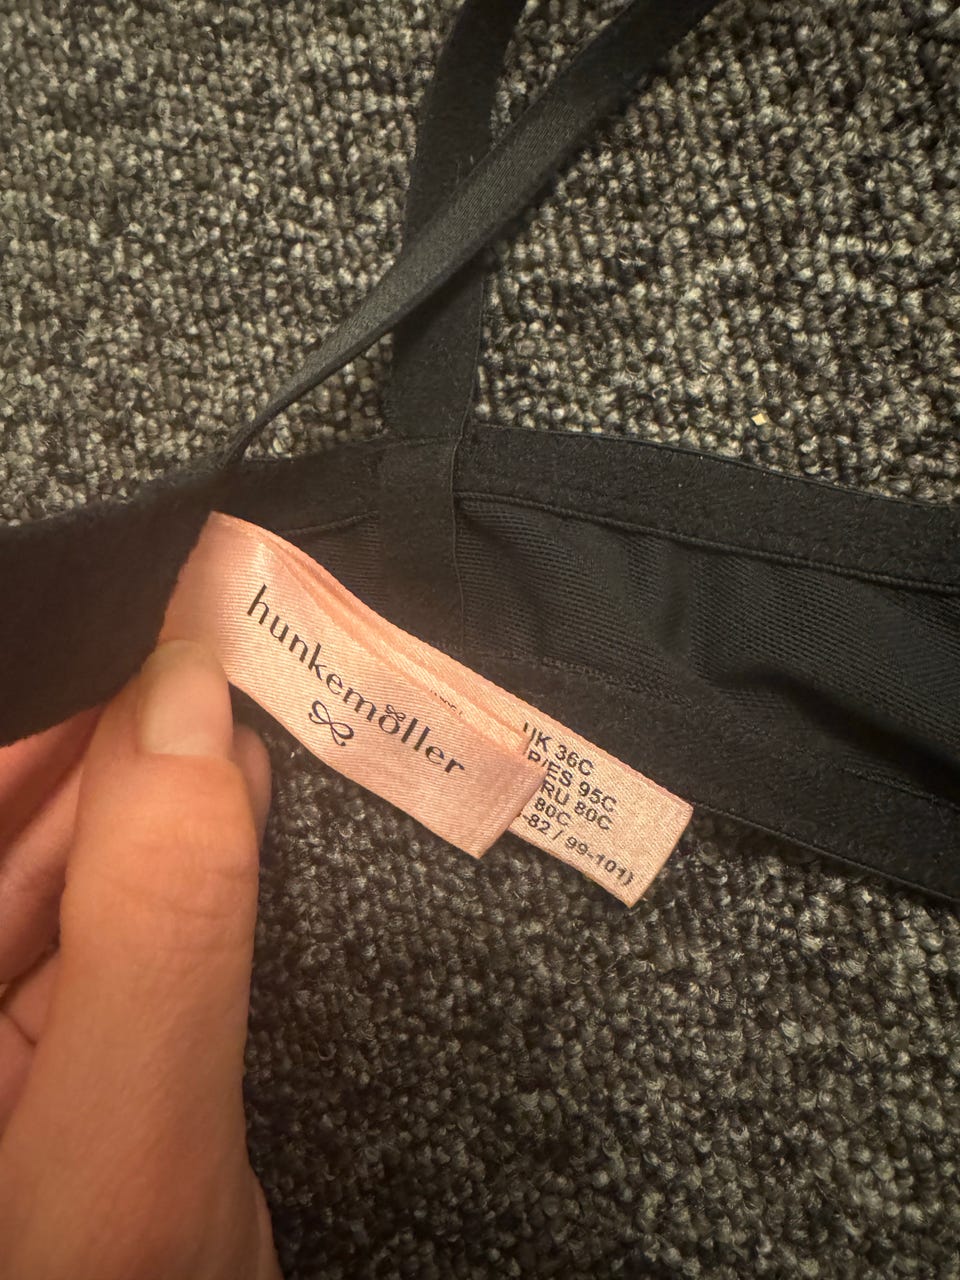 hunkemöller
UK 36C
/ES 95C
RU 80C
80C
-82 / 99-101)